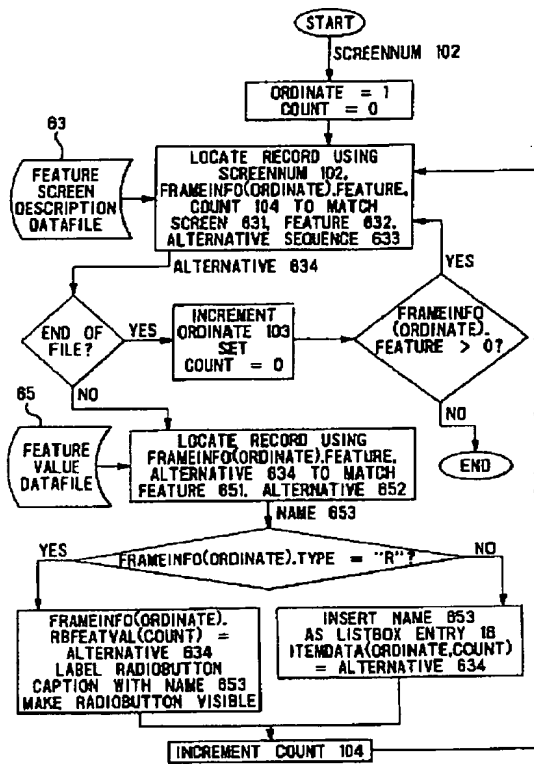 START
SCREENNUM 102
ORDINATE = 1
COUNT = 0
63
FEATURE
SCREEN
DESCRIPTION
DATAFILE
LOCATE RECORD USING
SCREENNUM 102,
FRAMEINFO(ORDINATE).FEATURE,
COUNT 104 TO MATCH
SCREEN 631, FEATURE 632,
ALTERNATIVE SEQUENCE 633
ALTERNATIVE 634
YES
END OF
FILE?
YES
INCREMENT
ORDINATE 103
SET
COUNT = 0
FRAMEINFO
(ORDINATE).
FEATURE > 0?
NO
NO
END
65
FEATURE
VALUE
DATAFILE
LOCATE RECORD USING
FRAMEINFO(ORDINATE).FEATURE,
ALTERNATIVE 634 TO MATCH
FEATURE 651, ALTERNATIVE 652
NAME 653
YES
FRAMEINFO(ORDINATE).TYPE = "R"?
NO
FRAMEINFO(ORDINATE).
RBFEATVAL(COUNT) =
ALTERNATIVE 634
LABEL RADIOBUTTON
CAPTION WITH NAME 653
MAKE RADIOBUTTON VISIBLE
INSERT NAME 653
AS LISTBOX ENTRY 18
ITEMDATA(ORDINATE,COUNT)
= ALTERNATIVE 634
INCREMENT COUNT 104